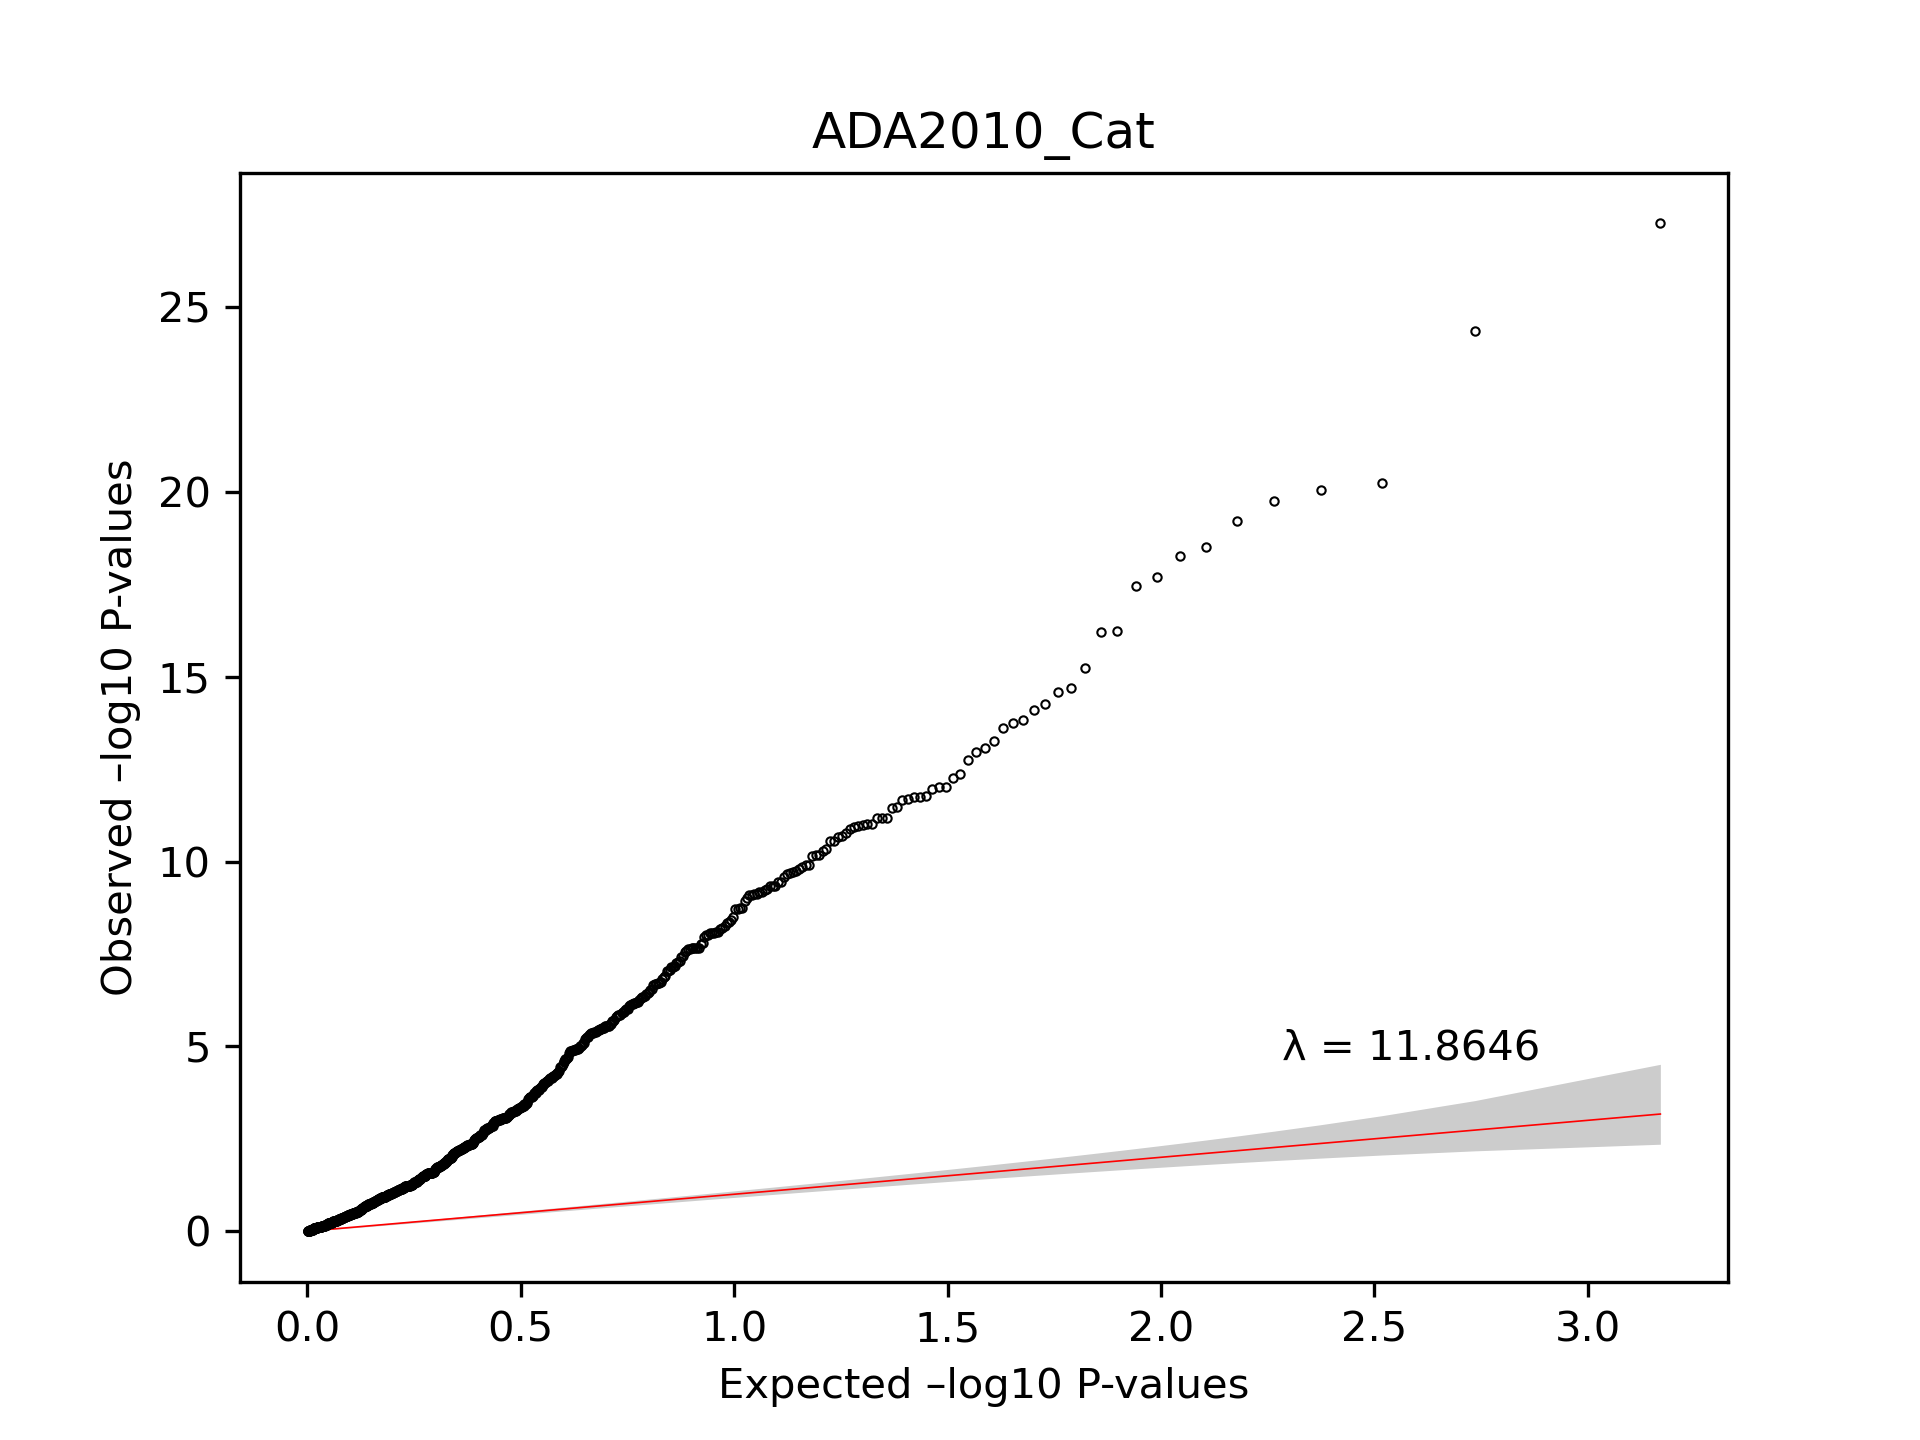 ADA2010_Cat
Observed –log10 P-values
25
20
15
10
5
0
λ = 11.8646
0.0 0.5 1.0 1.5 2.0 2.5 3.0
Expected –log10 P-values